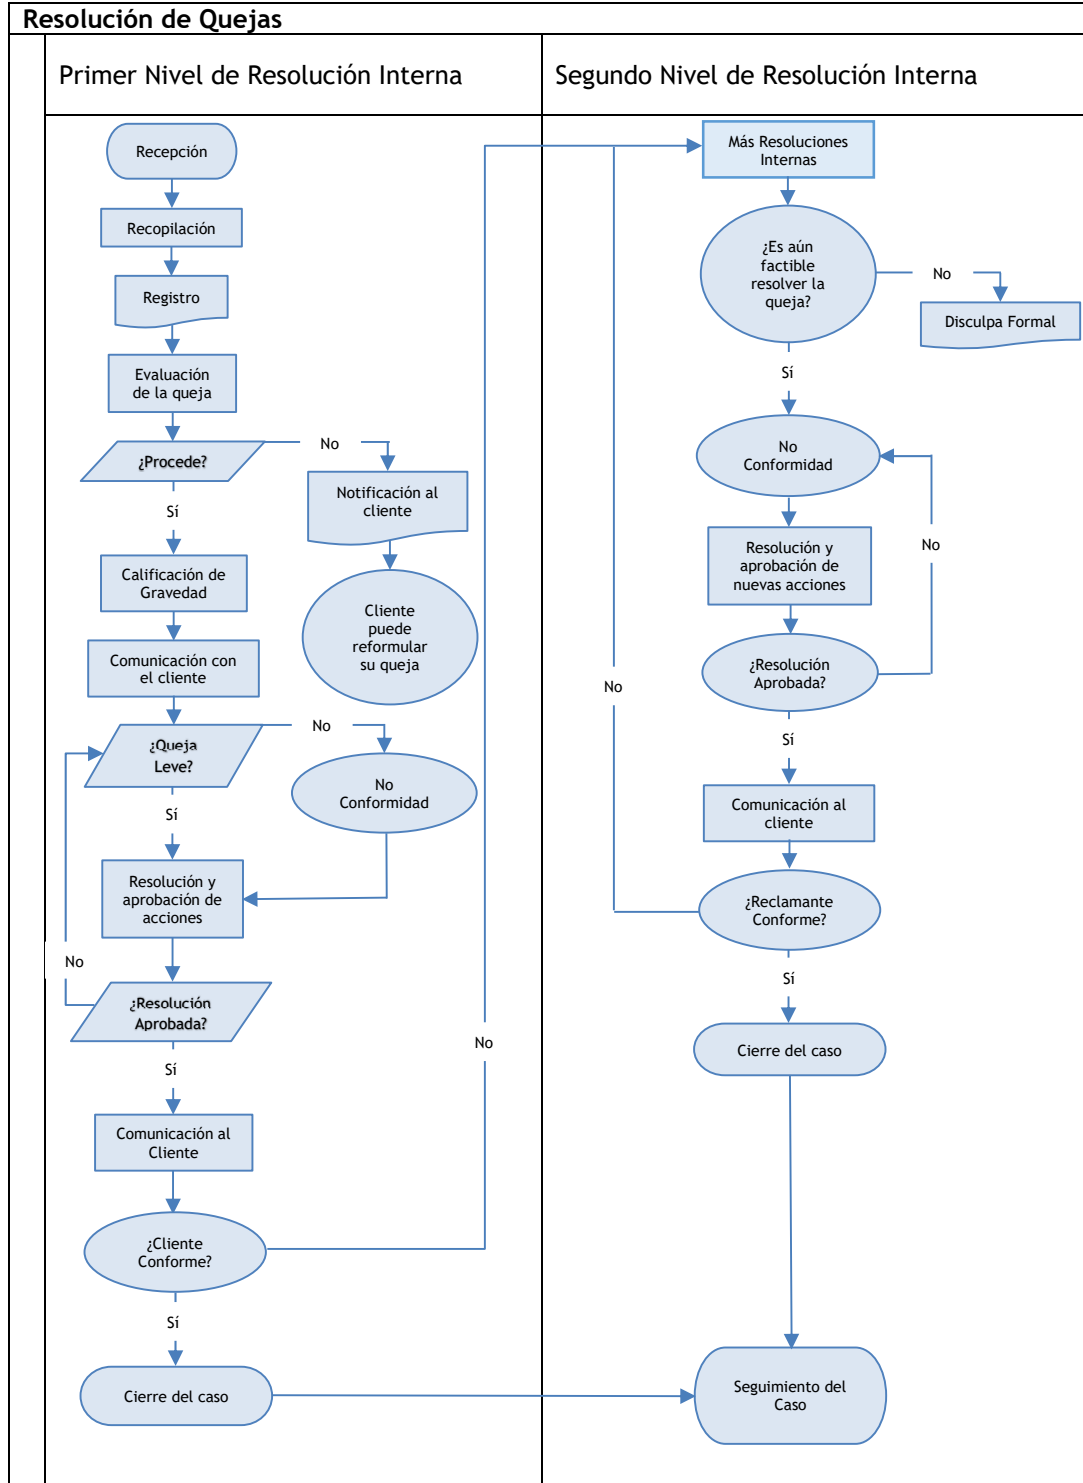 Resolución de Quejas
Primer Nivel de Resolución Interna
Segundo Nivel de Resolución Interna
Recepción
Recopilación
Registro
Evaluación
de la queja
¿Procede?
No
Notificación al
cliente
Cliente
puede
reformular
su queja
Sí
Calificación de
Gravedad
Comunicación con
el cliente
¿Queja
Leve?
No
No
Conformidad
Sí
Resolución y
aprobación de
acciones
No
¿Resolución
Aprobada?
Sí
Comunicación al
Cliente
¿Cliente
Conforme?
No
Sí
Cierre del caso
Más Resoluciones
Internas
¿Es aún
factible
resolver la
queja?
No
Disculpa Formal
Sí
No
Conformidad
Resolución y
aprobación de
nuevas acciones
No
¿Resolución
Aprobada?
Sí
Comunicación al
cliente
¿Reclamante
Conforme?
No
Sí
Cierre del caso
Seguimiento del
Caso